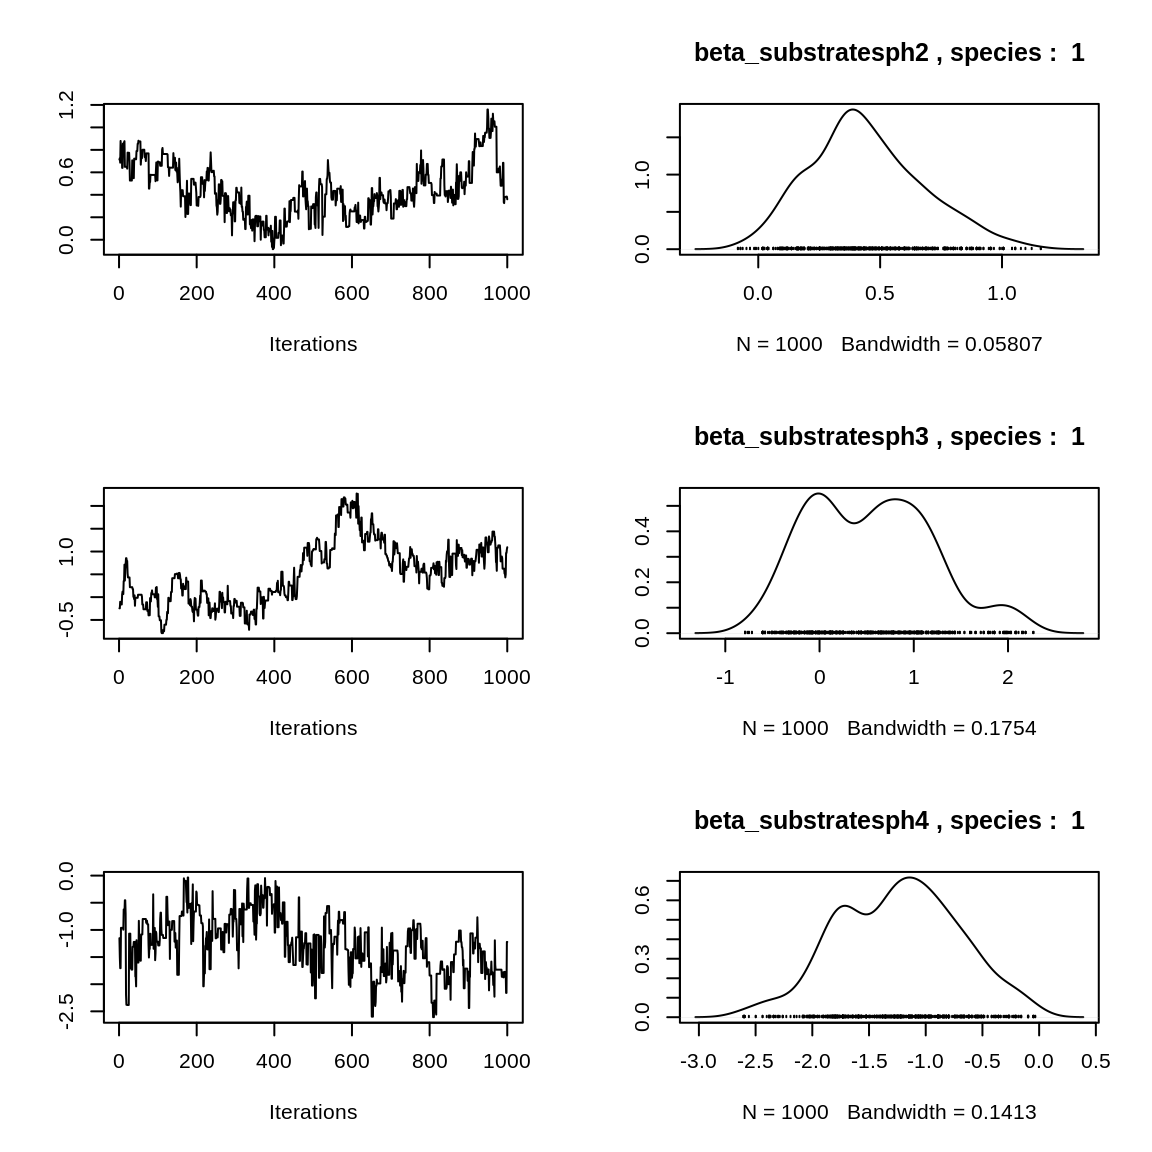 beta_substratesph2 , species :  1
0.0 0.6 1.2
0 200 400 600 800 1000
Iterations
0.0 1.0
0.0 0.5 1.0
N = 1000   Bandwidth = 0.05807
beta_substratesph3 , species :  1
-0.5 1.0
0 200 400 600 800 1000
Iterations
0.0 0.2 0.4
-1 0 1 2
N = 1000   Bandwidth = 0.1754
beta_substratesph4 , species :  1
-2.5 -1.0 0.0
0 200 400 600 800 1000
Iterations
0.0 0.3 0.6
-3.0 -2.5 -2.0 -1.5 -1.0 -0.5 0.0 0.5
N = 1000   Bandwidth = 0.1413